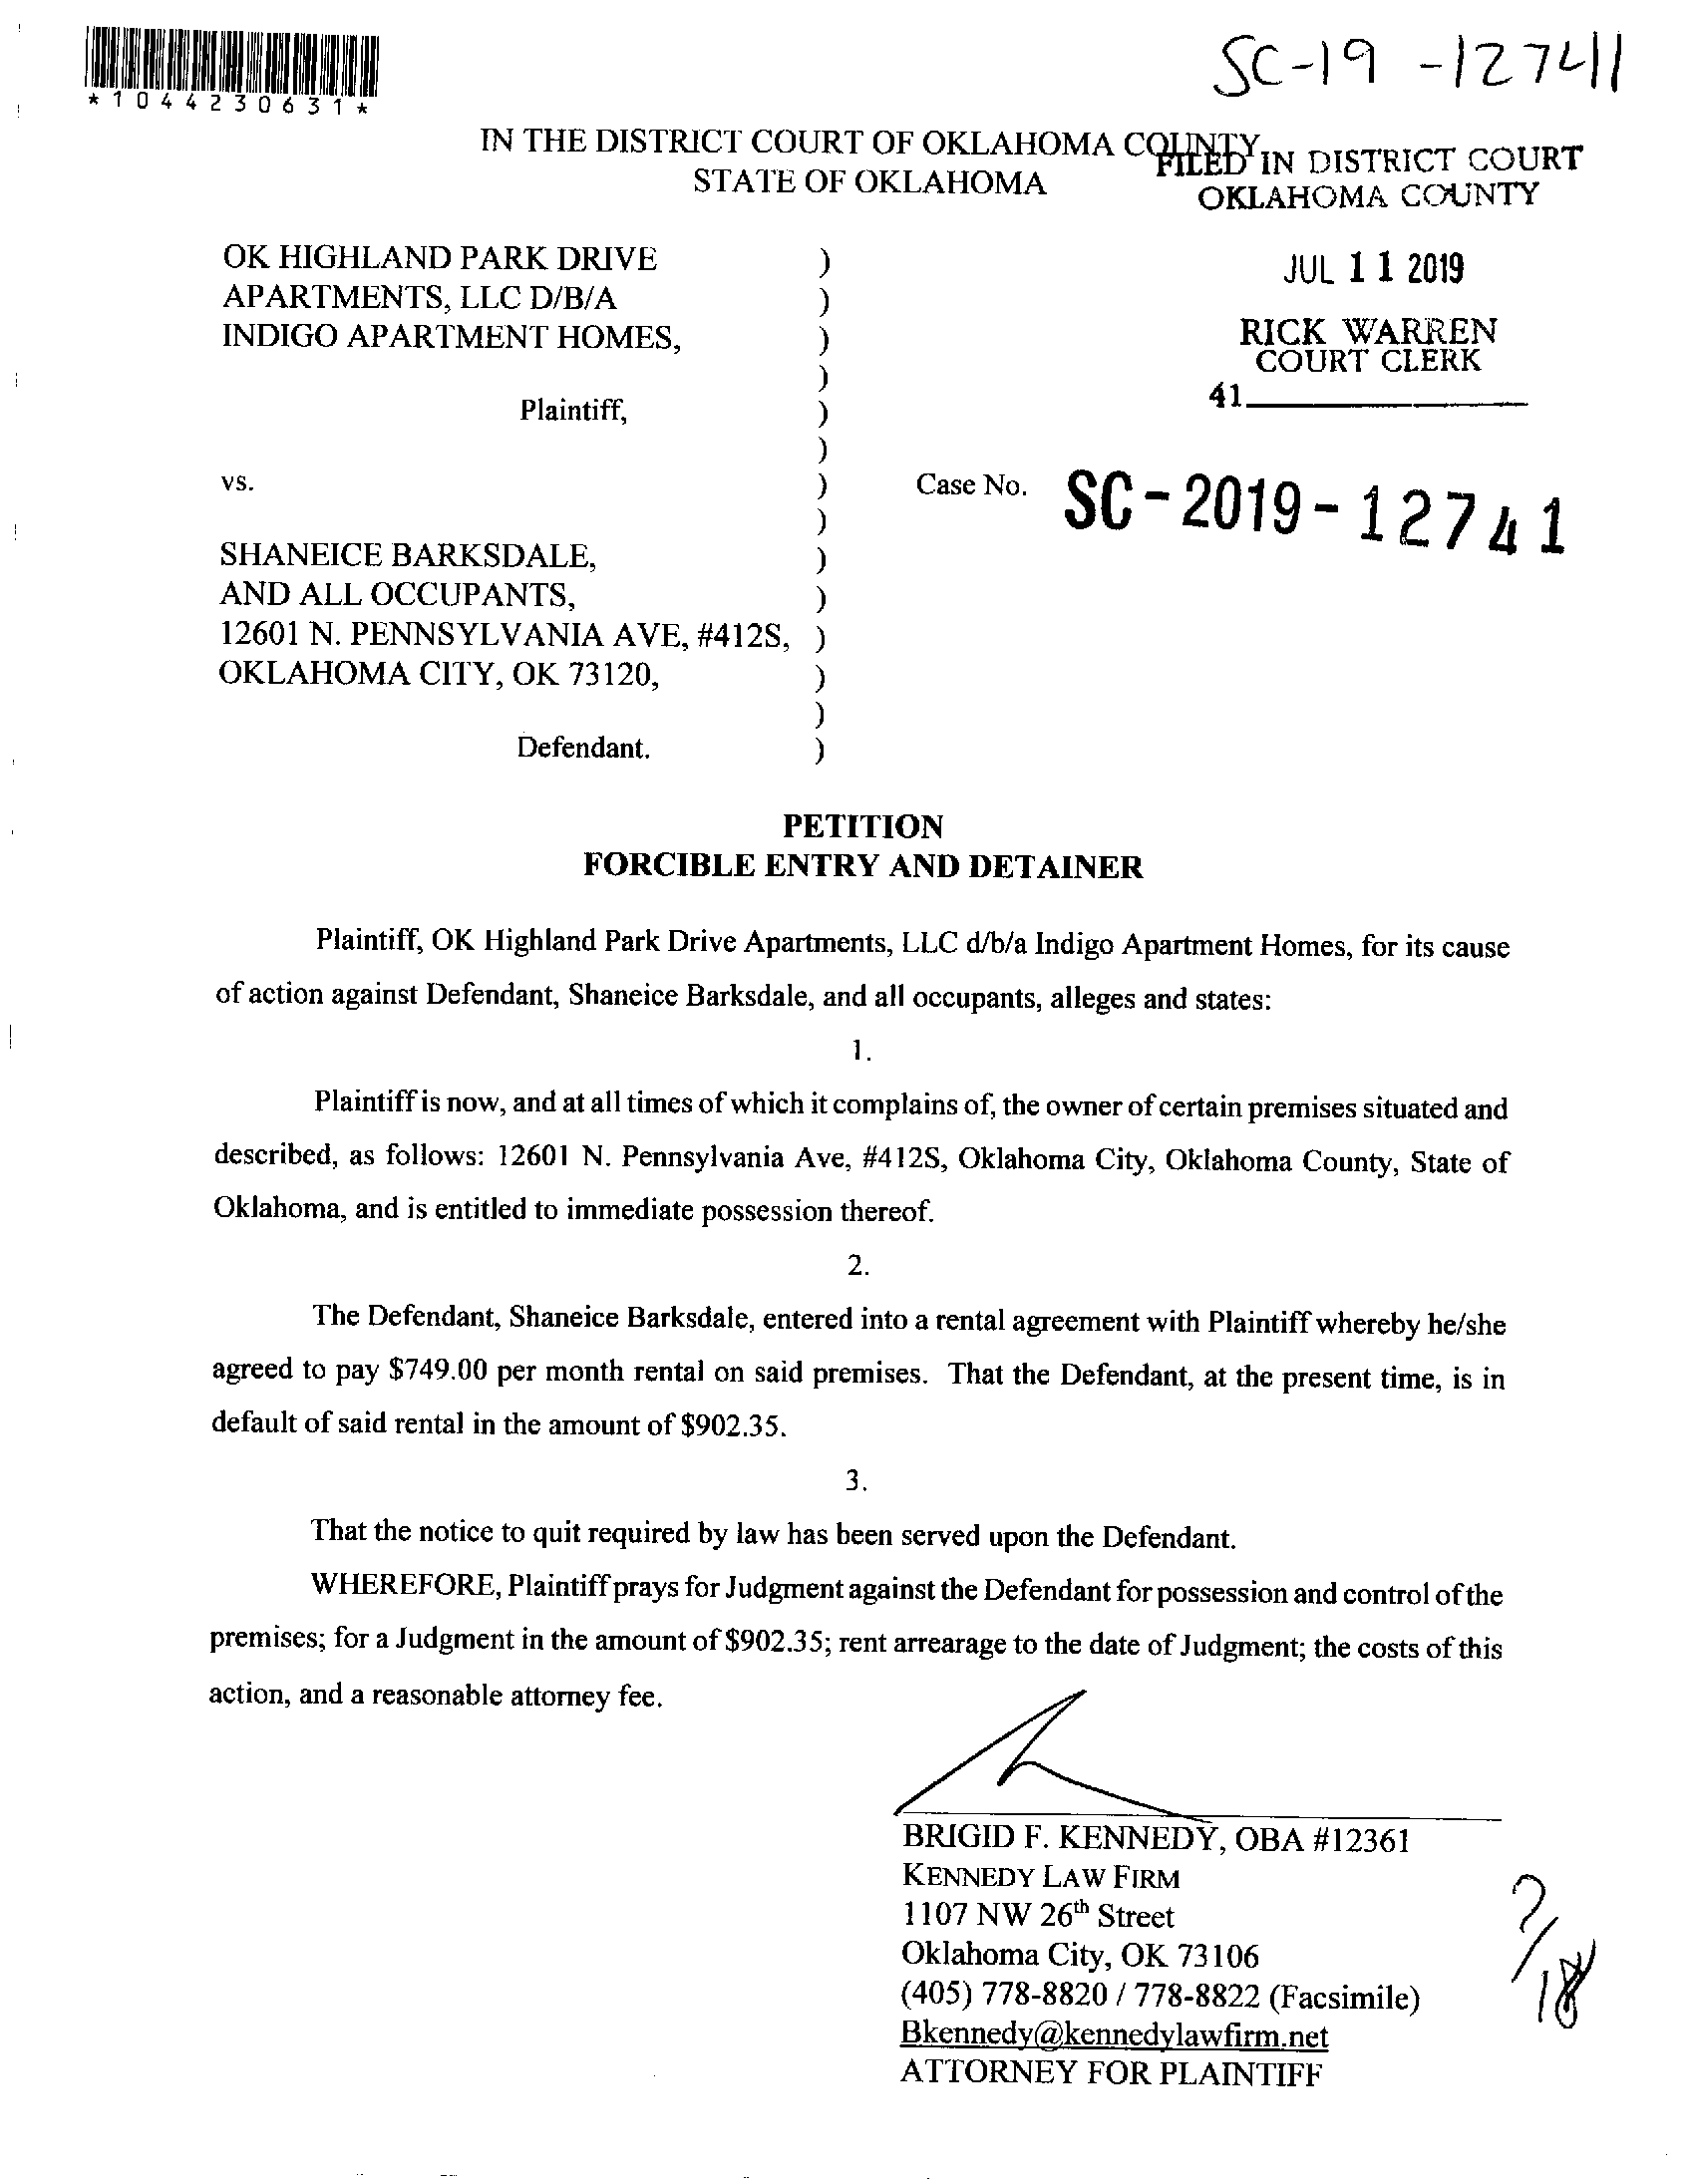 SC-19-12741
*1044230631*
IN THE DISTRICT COURT OF OKLAHOMA COUNTY
STATE OF OKLAHOMA
FILED IN DISTRICT COURT
OKLAHOMA COUNTY
JUL 11 2019
RICK WARREN
COURT CLERK
41
OK HIGHLAND PARK DRIVE )
APARTMENTS, LLC D/B/A )
INDIGO APARTMENT HOMES, )
)
Plaintiff, )
)
vs. ) Case No. SC-2019-12741
)
SHANEICE BARKSDALE, )
AND ALL OCCUPANTS, )
12601 N. PENNSYLVANIA AVE, #412S, )
OKLAHOMA CITY, OK 73120, )
)
Defendant. )
PETITION
FORCIBLE ENTRY AND DETAINER
Plaintiff, OK Highland Park Drive Apartments, LLC d/b/a Indigo Apartment Homes, for its cause
of action against Defendant, Shaneice Barksdale, and all occupants, alleges and states:
1.
Plaintiff is now, and at all times of which it complains of, the owner of certain premises situated and
described, as follows: 12601 N. Pennsylvania Ave, #412S, Oklahoma City, Oklahoma County, State of
Oklahoma, and is entitled to immediate possession thereof.
2.
The Defendant, Shaneice Barksdale, entered into a rental agreement with Plaintiff whereby he/she
agreed to pay $749.00 per month rental on said premises. That the Defendant, at the present time, is in
default of said rental in the amount of $902.35.
3.
That the notice to quit required by law has been served upon the Defendant.
WHEREFORE, Plaintiff prays for Judgment against the Defendant for possession and control of the
premises; for a Judgment in the amount of $902.35; rent arrearage to the date of Judgment; the costs of this
action, and a reasonable attorney fee.
BRIGID F. KENNEDY, OBA #12361
KENNEDY LAW FIRM
1107 NW 26th Street
Oklahoma City, OK 73106
(405) 778-8820 / 778-8822 (Facsimile)
Bkennedy@kennedylawfirm.net
ATTORNEY FOR PLAINTIFF
7/18